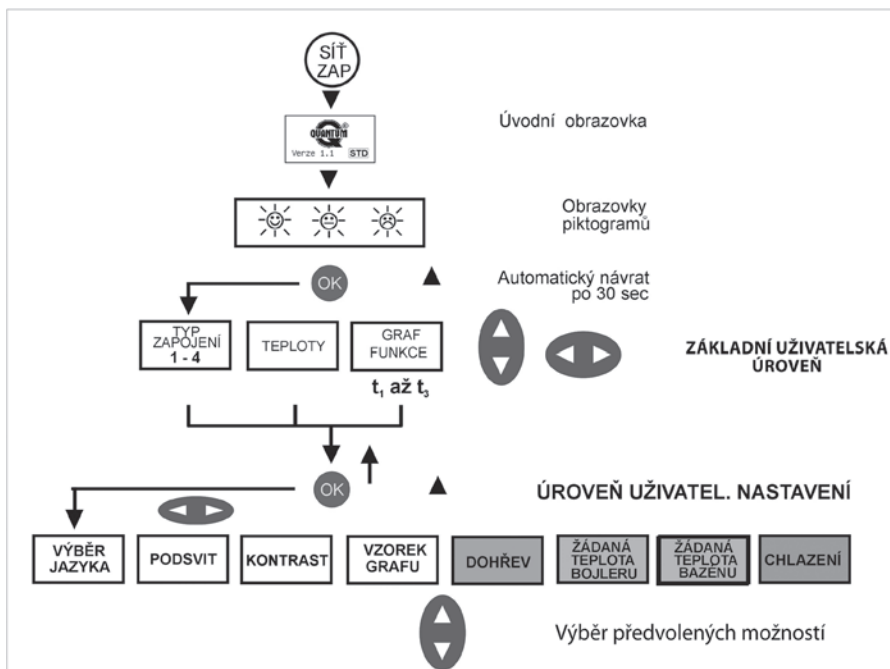 SÍŤ
ZAP
QUANTUM®
Verze 1.1 STD
Úvodní obrazovka
Obrazovky
piktogramů
OK
Automatický návrat
po 30 sec
TYP
ZAPOJENÍ
1 - 4
TEPLOTY
GRAF
FUNKCE
t1 až t3
ZÁKLADNÍ UŽIVATELSKÁ
ÚROVEŇ
OK
ÚROVEŇ UŽIVATEL. NASTAVENÍ
VÝBĚR
JAZYKA
PODSVIT
KONTRAST
VZOREK
GRAFU
DOHŘEV
ŽÁDANÁ
TEPLOTA
BOJLERU
ŽÁDANÁ
TEPLOTA
BAZÉNU
CHLAZENÍ
Výběr předvolených možností